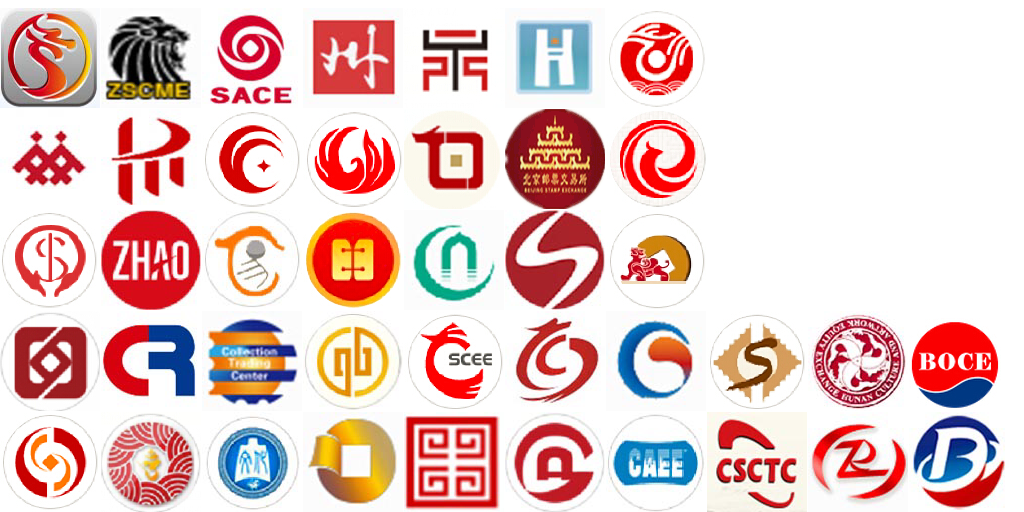 ZSCME
SACE
H
北京邮票交易所
BEIJING STAMP EXCHANGE
ZHAO
CR
Collection
Trading
Center
SCEE
S
EQUITY EXCHANGE HUNAN CULTURE AND ARTWORK
BOCE
CAEE
CSCTC
R
B